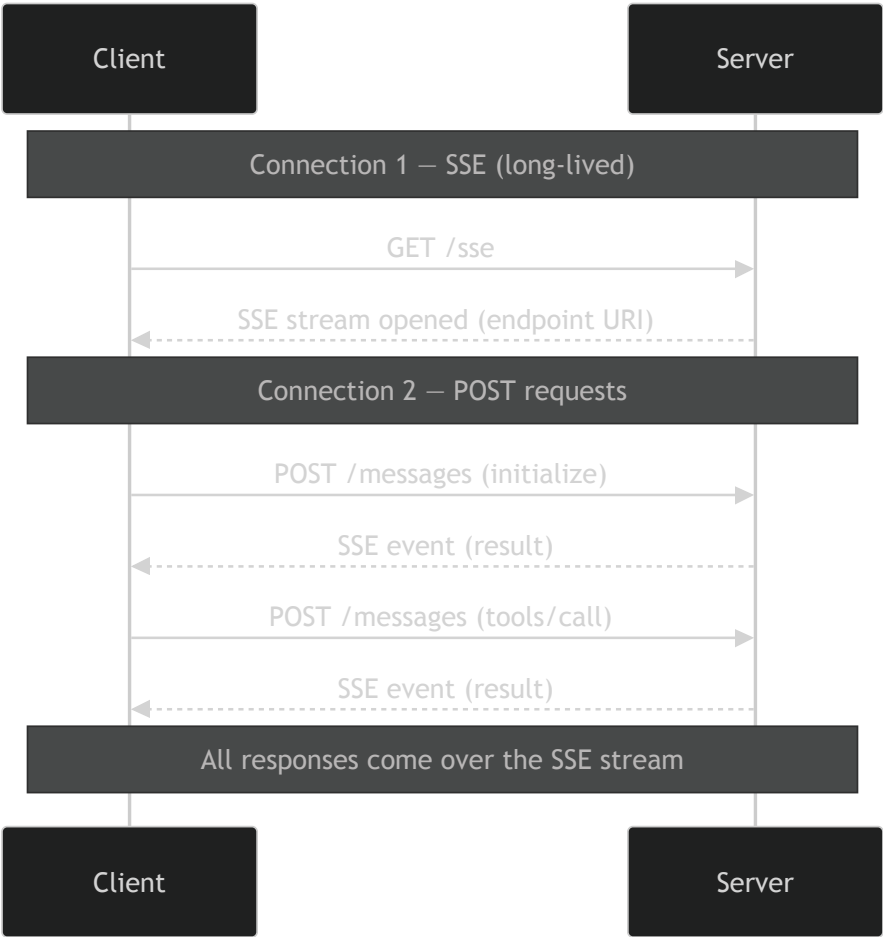 Client
Server
Connection 1 — SSE (long-lived)
GET /sse
SSE stream opened (endpoint URI)
Connection 2 — POST requests
POST /messages (initialize)
SSE event (result)
POST /messages (tools/call)
SSE event (result)
All responses come over the SSE stream
Client
Server